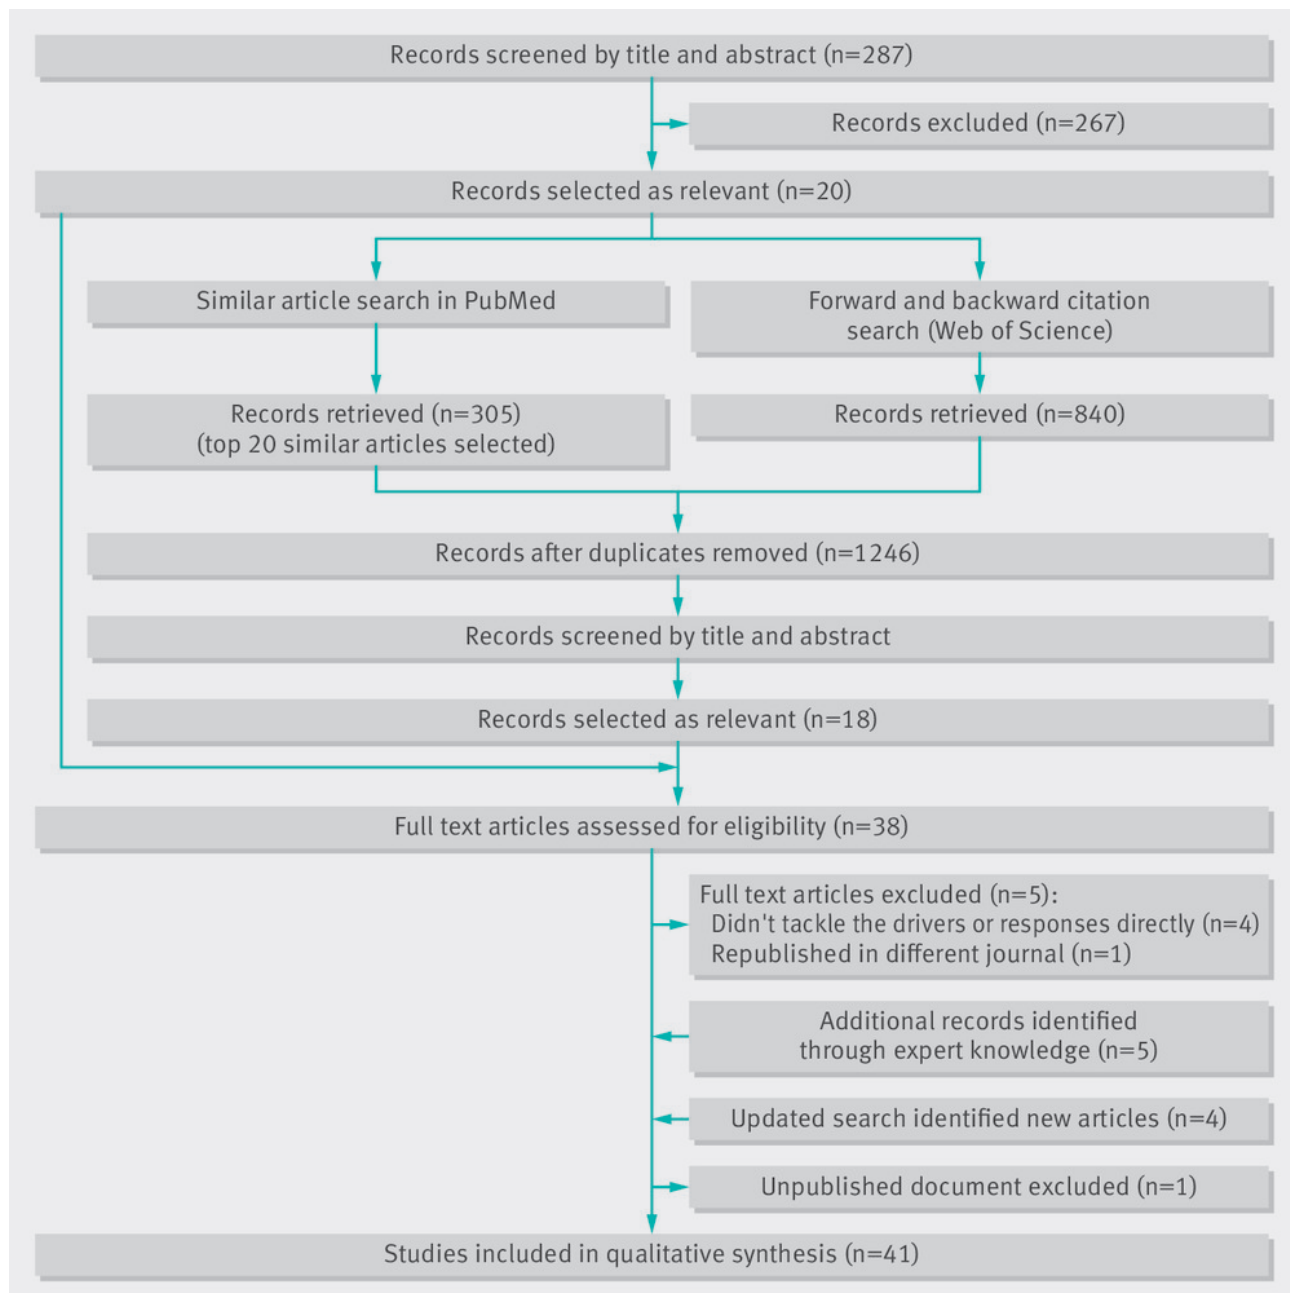 Records screened by title and abstract (n=287)
Records excluded (n=267)
Records selected as relevant (n=20)
Similar article search in PubMed
Forward and backward citation
search (Web of Science)
Records retrieved (n=305)
(top 20 similar articles selected)
Records retrieved (n=840)
Records after duplicates removed (n=1246)
Records screened by title and abstract
Records selected as relevant (n=18)
Full text articles assessed for eligibility (n=38)
Full text articles excluded (n=5):
Didn't tackle the drivers or responses directly (n=4)
Republished in different journal (n=1)
Additional records identified
through expert knowledge (n=5)
Updated search identified new articles (n=4)
Unpublished document excluded (n=1)
Studies included in qualitative synthesis (n=41)